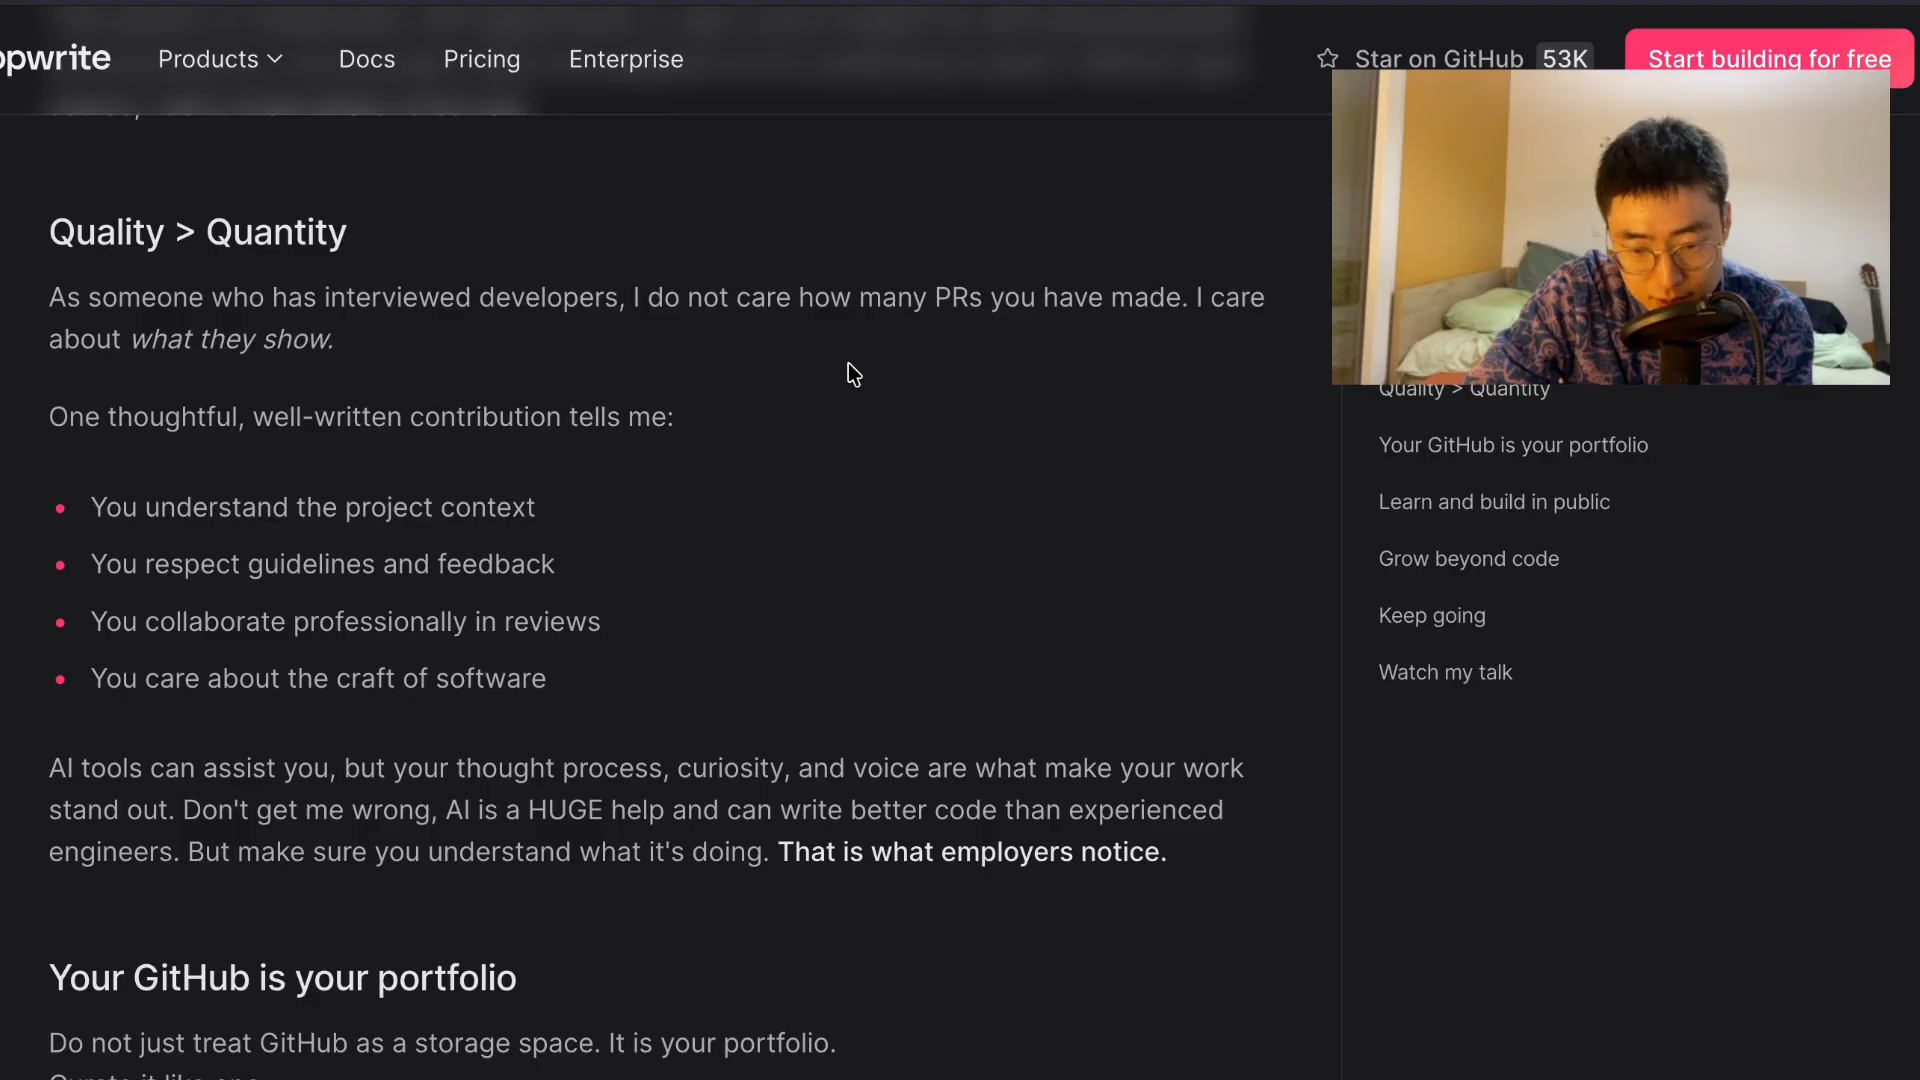 ppwrite
Products
Docs
Pricing
Enterprise
Star on GitHub 53K
Start building for free
Quality > Quantity
As someone who has interviewed developers, I do not care how many PRs you have made. I care
about what they show.
One thoughtful, well-written contribution tells me:
• You understand the project context
• You respect guidelines and feedback
• You collaborate professionally in reviews
• You care about the craft of software
AI tools can assist you, but your thought process, curiosity, and voice are what make your work
stand out. Don't get me wrong, AI is a HUGE help and can write better code than experienced
engineers. But make sure you understand what it's doing. That is what employers notice.
Your GitHub is your portfolio
Do not just treat GitHub as a storage space. It is your portfolio.
Curate it like one.
Quality > Quantity
Your GitHub is your portfolio
Learn and build in public
Grow beyond code
Keep going
Watch my talk